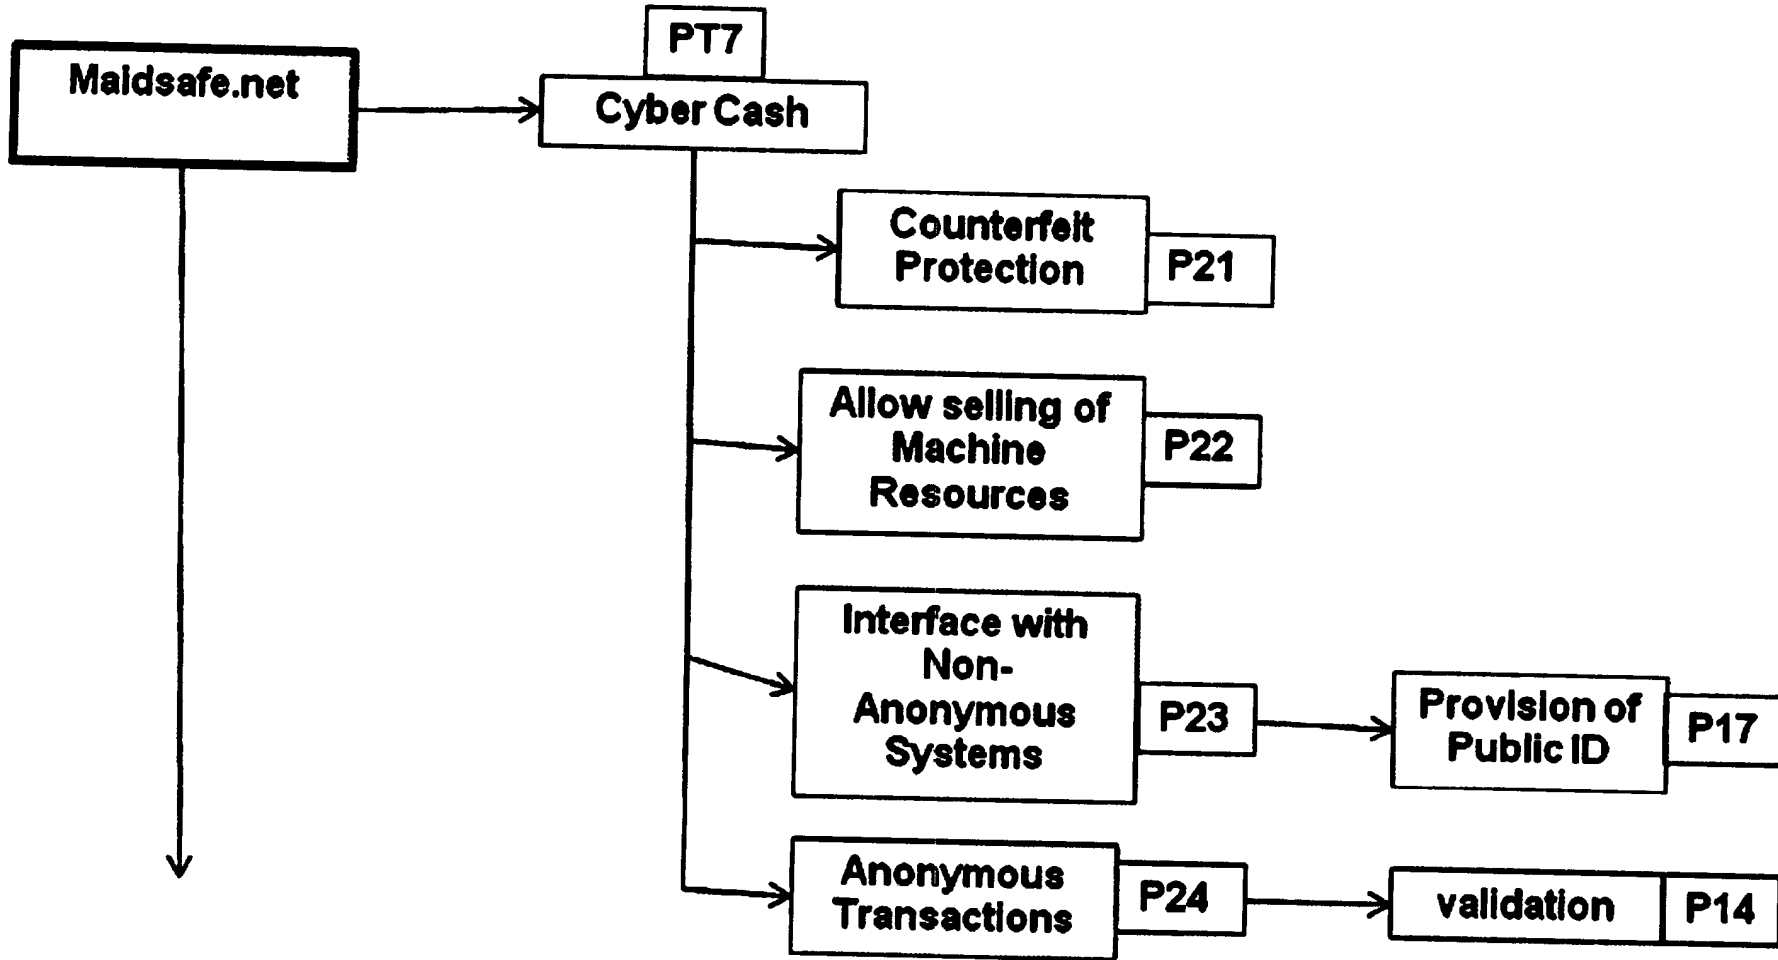 PT7
Maidsafe.net
Cyber Cash
Counterfeit
Protection
P21
Allow selling of
Machine
Resources
P22
Interface with
Non-
Anonymous
Systems
P23
Provision of
Public ID
P17
Anonymous
Transactions
P24
validation
P14